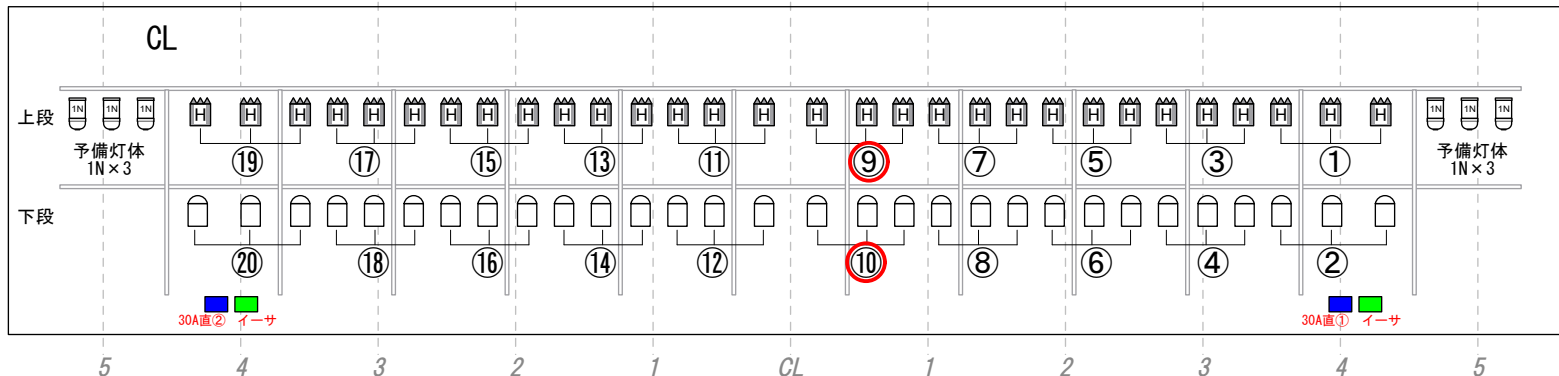 CL
上段
1N 1N 1N H H H H H H H H H H H H H H H H H H H H H H H H H H H H H H 1N 1N 1N
予備灯体
1N×3
⑲ ⑰ ⑮ ⑬ ⑪ ⑨ ⑦ ⑤ ③ ①
予備灯体
1N×3
下段
⑳ ⑱ ⑯ ⑭ ⑫ ⑩ ⑧ ⑥ ④ ②
30A直② イーサ
30A直① イーサ
5 4 3 2 1 CL 1 2 3 4 5